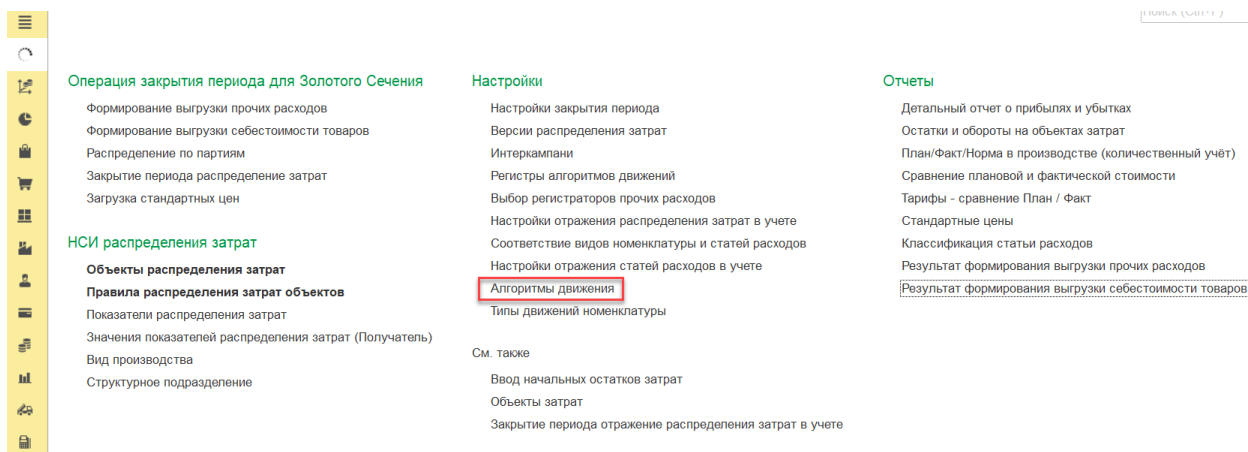 Поиск (Ctrl+F)
Операция закрытия периода для Золотого Сечения
Формирование выгрузки прочих расходов
Формирование выгрузки себестоимости товаров
Распределение по партиям
Закрытие периода распределение затрат
Загрузка стандартных цен
НСИ распределения затрат
Объекты распределения затрат
Правила распределения затрат объектов
Показатели распределения затрат
Значения показателей распределения затрат (Получатель)
Вид производства
Структурное подразделение
Настройки
Настройки закрытия периода
Версии распределения затрат
Интеркампани
Регистры алгоритмов движений
Выбор регистраторов прочих расходов
Настройки отражения распределения затрат в учете
Соответствие видов номенклатуры и статей расходов
Настройки отражения статей расходов в учете
Алгоритмы движения
Типы движений номенклатуры
См. также
Ввод начальных остатков затрат
Объекты затрат
Закрытие периода отражение распределения затрат в учете
Отчеты
Детальный отчет о прибылях и убытках
Остатки и обороты на объектах затрат
План/Факт/Норма в производстве (количественный учёт)
Сравнение плановой и фактической стоимости
Тарифы - сравнение План / Факт
Стандартные цены
Классификация статьи расходов
Результат формирования выгрузки прочих расходов
Результат формирования выгрузки себестоимости товаров